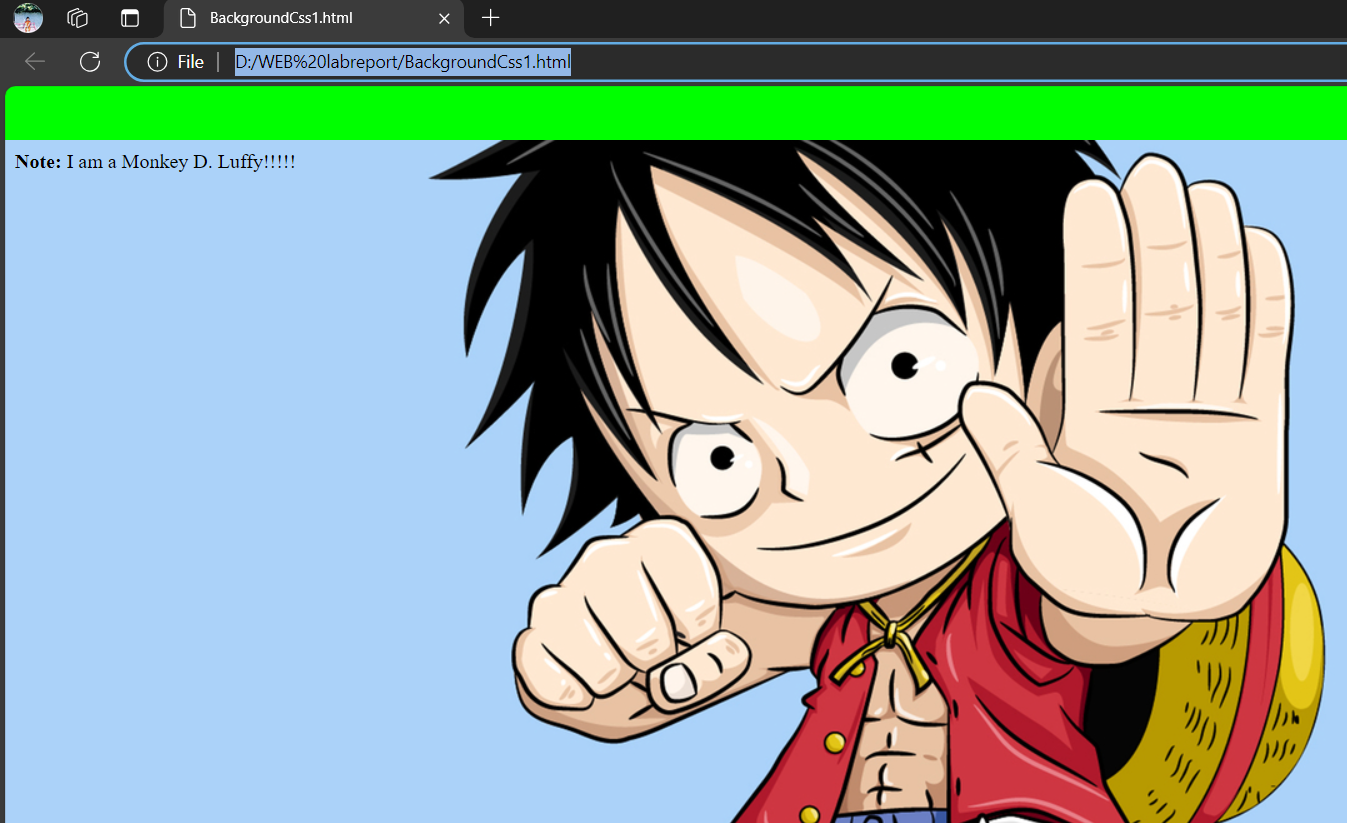 BackgroundCss1.html
File D:/WEB%20labreport/BackgroundCss1.html
Note: I am a Monkey D. Luffy!!!!!